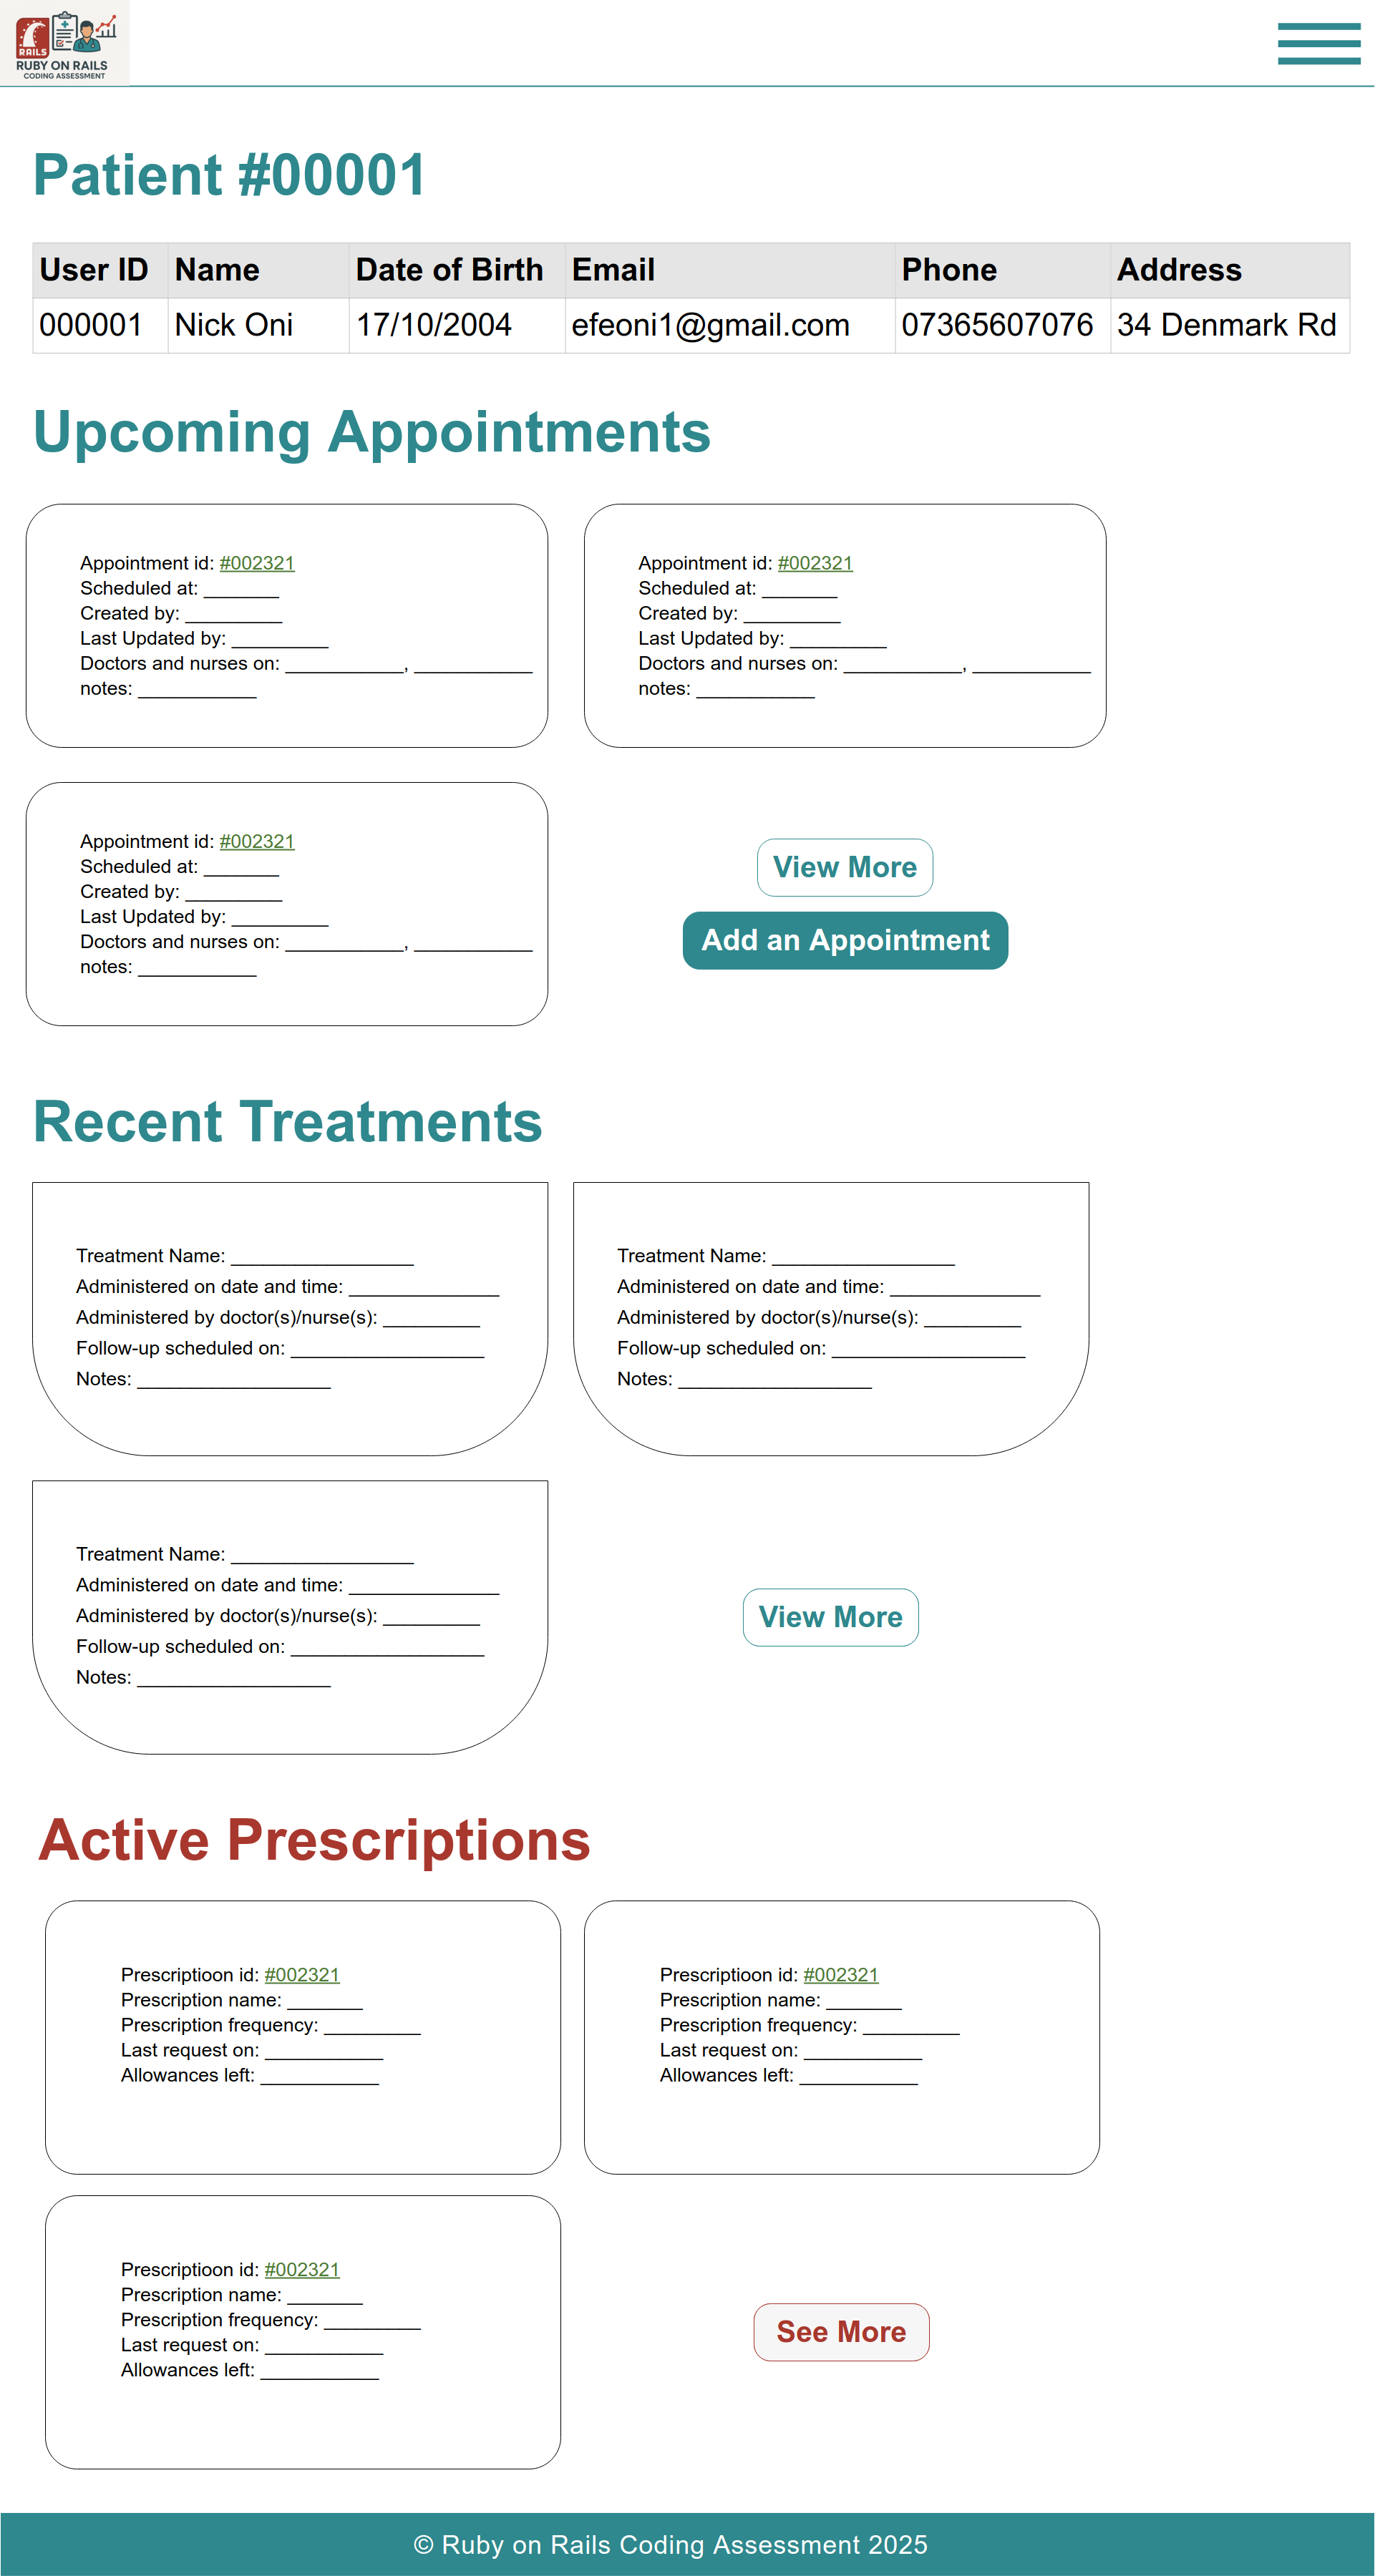 RAILS
RUBY ON RAILS
CODING ASSESSMENT
Patient #00001
User ID Name Date of Birth Email Phone Address
000001 Nick Oni 17/10/2004 efeoni1@gmail.com 07365607076 34 Denmark Rd
Upcoming Appointments
Appointment id: #002321
Scheduled at: _______
Created by: _________
Last Updated by: _________
Doctors and nurses on: ___________, ___________
notes: ___________
Appointment id: #002321
Scheduled at: _______
Created by: _________
Last Updated by: _________
Doctors and nurses on: ___________, ___________
notes: ___________
Appointment id: #002321
Scheduled at: _______
Created by: _________
Last Updated by: _________
Doctors and nurses on: ___________, ___________
notes: ___________
View More
Add an Appointment
Recent Treatments
Treatment Name: _________________
Administered on date and time: ______________
Administered by doctor(s)/nurse(s): _________
Follow-up scheduled on: __________________
Notes: __________________
Treatment Name: _________________
Administered on date and time: ______________
Administered by doctor(s)/nurse(s): _________
Follow-up scheduled on: __________________
Notes: __________________
Treatment Name: _________________
Administered on date and time: ______________
Administered by doctor(s)/nurse(s): _________
Follow-up scheduled on: __________________
Notes: __________________
View More
Active Prescriptions
Prescriptioon id: #002321
Prescription name: _______
Prescription frequency: _________
Last request on: ___________
Allowances left: ___________
Prescriptioon id: #002321
Prescription name: _______
Prescription frequency: _________
Last request on: ___________
Allowances left: ___________
Prescriptioon id: #002321
Prescription name: _______
Prescription frequency: _________
Last request on: ___________
Allowances left: ___________
See More
© Ruby on Rails Coding Assessment 2025